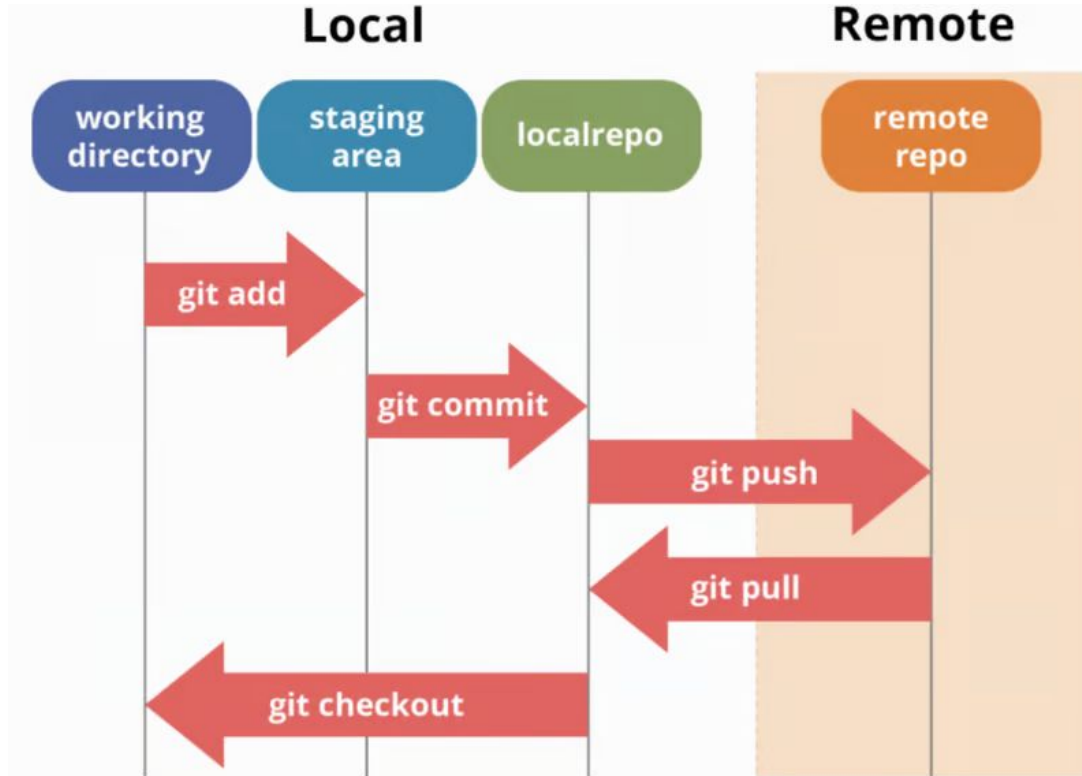 Local
Remote
working
directory
staging
area
localrepo
remote
repo
git add
git commit
git push
git pull
git checkout